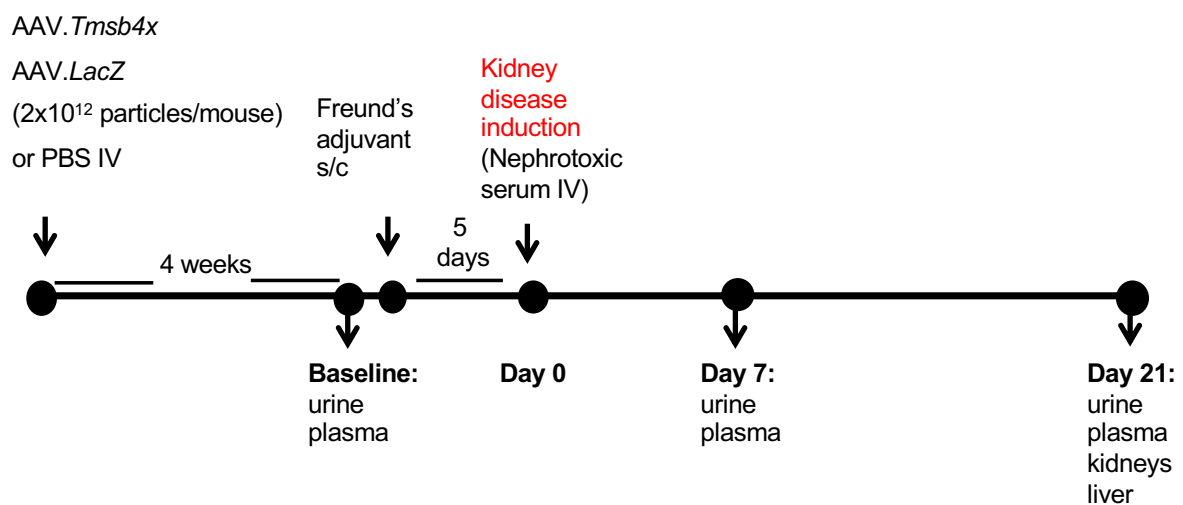 AAV.Tmsb4x
AAV.LacZ
(2x10¹² particles/mouse)
or PBS IV
Freund's
adjuvant
s/c
Kidney
disease
induction
(Nephrotoxic
serum IV)
4 weeks
5
days
Baseline:
urine
plasma
Day 0
Day 7:
urine
plasma
Day 21:
urine
plasma
kidneys
liver